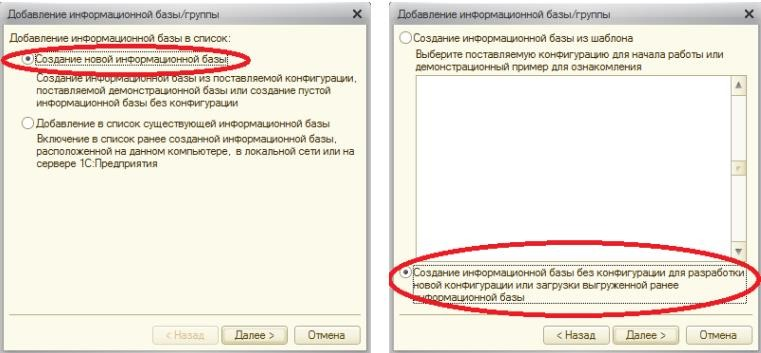 Добавление информационной базы/группы
Добавление информационной базы в список:
Создание новой информационной базы
Создание информационной базы из поставляемой конфигурации,
поставляемой демонстрационной базы или создание пустой
информационной базы без конфигурации
Добавление в список существующей информационной базы
Включение в список ранее созданной информационной базы,
расположенной на данном компьютере, в локальной сети или на
сервере 1С:Предприятия
< Назад
Далее >
Отмена
Добавление информационной базы/группы
Создание информационной базы из шаблона
Выберите поставляемую конфигурацию для начала работы или
демонстрационный пример для ознакомления
Создание информационной базы без конфигурации для разработки
новой конфигурации или загрузки выгруженной ранее
информационной базы
< Назад
Далее >
Отмена